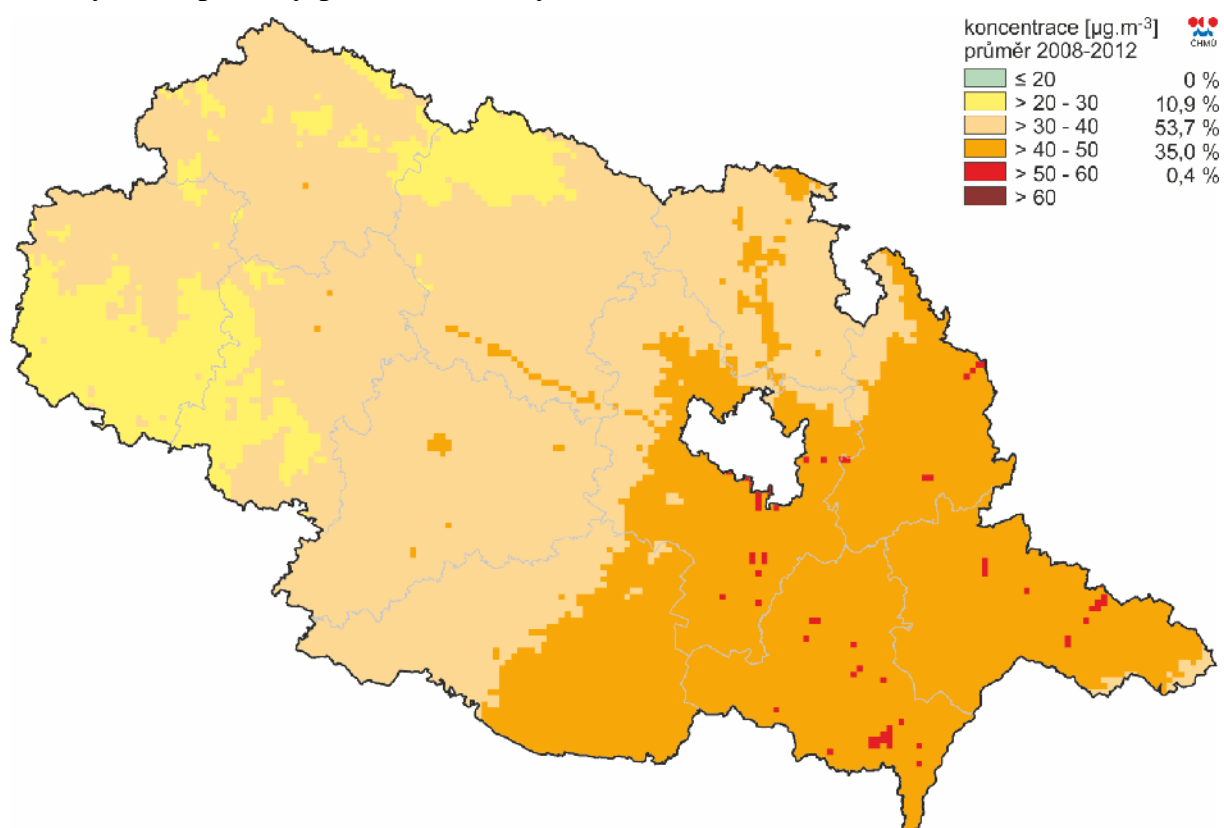 koncentrace [µg.m-3]
průměr 2008-2012
ČHMÚ
≤ 20 0 %
> 20 - 30 10,9 %
> 30 - 40 53,7 %
> 40 - 50 35,0 %
> 50 - 60 0,4 %
> 60